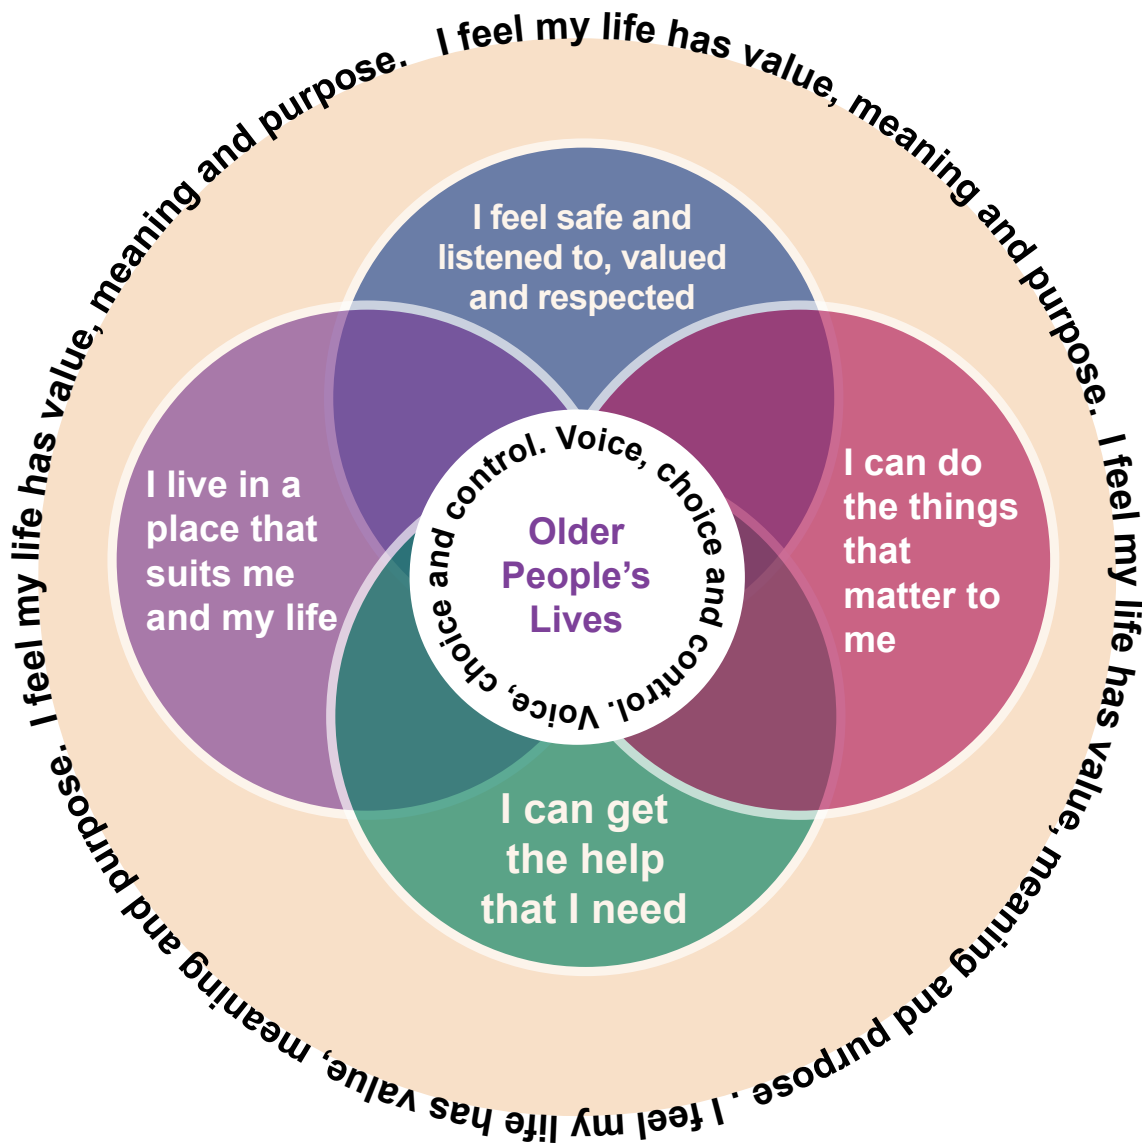 I feel my life has value, meaning and purpose. I feel my life has value, meaning and purpose . I feel my life has value, meaning and purpose. I feel my life has value, meaning and purpose.
I feel safe and
listened to, valued
and respected
I live in a
place that
suits me
and my life
Voice, choice and control. Voice, choice and control.
Older
People’s
Lives
I can do
the things
that
matter to
me
I can get
the help
that I need